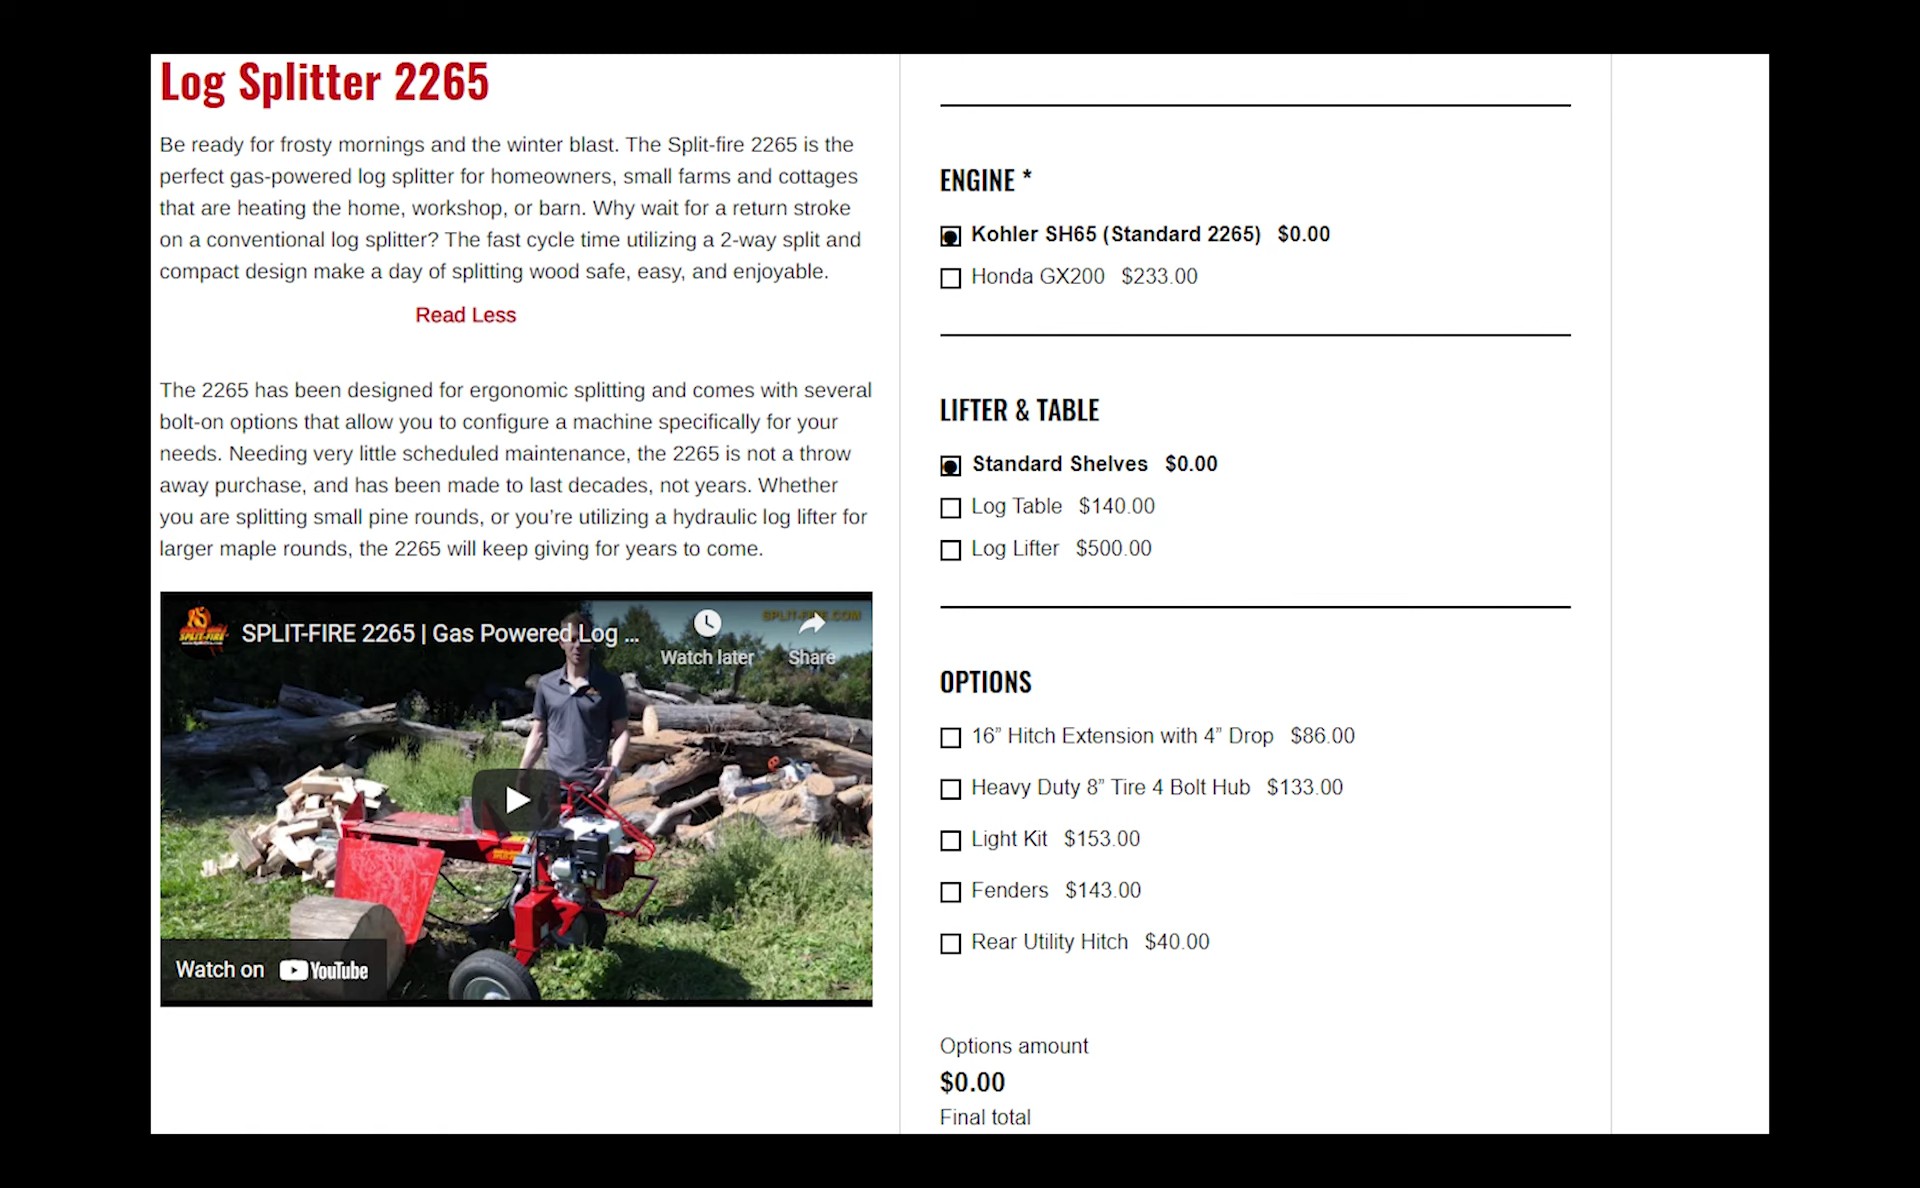 Log Splitter 2265
Be ready for frosty mornings and the winter blast. The Split-fire 2265 is the
perfect gas-powered log splitter for homeowners, small farms and cottages
that are heating the home, workshop, or barn. Why wait for a return stroke
on a conventional log splitter? The fast cycle time utilizing a 2-way split and
compact design make a day of splitting wood safe, easy, and enjoyable.
Read Less
The 2265 has been designed for ergonomic splitting and comes with several
bolt-on options that allow you to configure a machine specifically for your
needs. Needing very little scheduled maintenance, the 2265 is not a throw
away purchase, and has been made to last decades, not years. Whether
you are splitting small pine rounds, or you’re utilizing a hydraulic log lifter for
larger maple rounds, the 2265 will keep giving for years to come.
SPLIT-FIRE
SPLIT-FIRE 2265 | Gas Powered Log ...
Watch later
Share
SPLIT-FIRE.COM
Watch on YouTube
ENGINE *
Kohler SH65 (Standard 2265) $0.00
Honda GX200 $233.00
LIFTER & TABLE
Standard Shelves $0.00
Log Table $140.00
Log Lifter $500.00
OPTIONS
16” Hitch Extension with 4” Drop $86.00
Heavy Duty 8” Tire 4 Bolt Hub $133.00
Light Kit $153.00
Fenders $143.00
Rear Utility Hitch $40.00
Options amount
$0.00
Final total